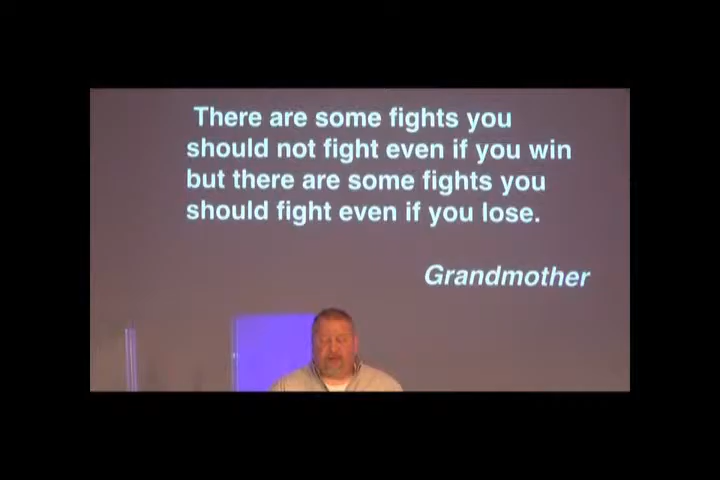 There are some fights you
should not fight even if you win
but there are some fights you
should fight even if you lose.
Grandmother